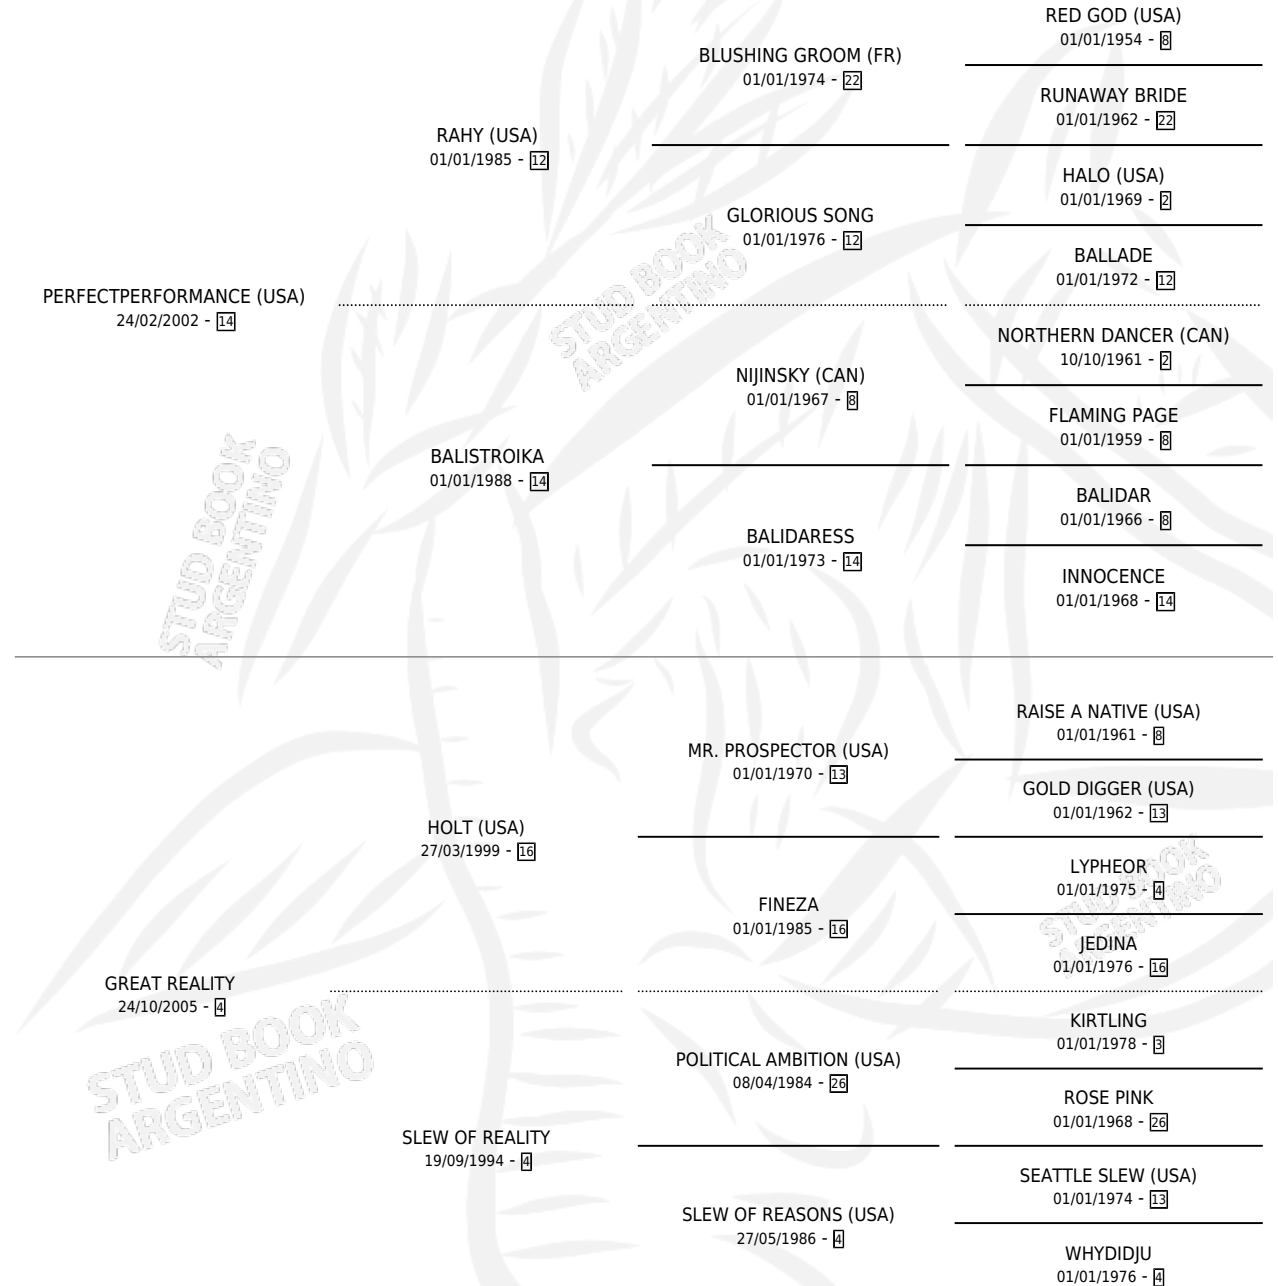 RED GOD (USA)
01/01/1954 - 8
BLUSHING GROOM (FR)
01/01/1974 - 22
RUNAWAY BRIDE
01/01/1962 - 22
RAHY (USA)
01/01/1985 - 12
HALO (USA)
01/01/1969 - 2
GLORIOUS SONG
01/01/1976 - 12
BALLADE
01/01/1972 - 12
PERFECTPERFORMANCE (USA)
24/02/2002 - 14
NORTHERN DANCER (CAN)
10/10/1961 - 2
NIJINSKY (CAN)
01/01/1967 - 8
FLAMING PAGE
01/01/1959 - 8
BALISTROIKA
01/01/1988 - 14
BALIDAR
01/01/1966 - 8
BALIDARESS
01/01/1973 - 14
INNOCENCE
01/01/1968 - 14
RAISE A NATIVE (USA)
01/01/1961 - 8
MR. PROSPECTOR (USA)
01/01/1970 - 13
GOLD DIGGER (USA)
01/01/1962 - 13
HOLT (USA)
27/03/1999 - 16
LYPHEOR
01/01/1975 - 4
FINEZA
01/01/1985 - 16
JEDINA
01/01/1976 - 16
GREAT REALITY
24/10/2005 - 4
KIRTLING
01/01/1978 - 3
POLITICAL AMBITION (USA)
08/04/1984 - 26
ROSE PINK
01/01/1968 - 26
SLEW OF REALITY
19/09/1994 - 4
SEATTLE SLEW (USA)
01/01/1974 - 13
SLEW OF REASONS (USA)
27/05/1986 - 4
WHYDIDJU
01/01/1976 - 4
STUD BOOK
ARGENTINO
STUD BOOK
ARGENTINO
STUD BOOK
ARGENTINO
STUD BOOK
ARGENTINO